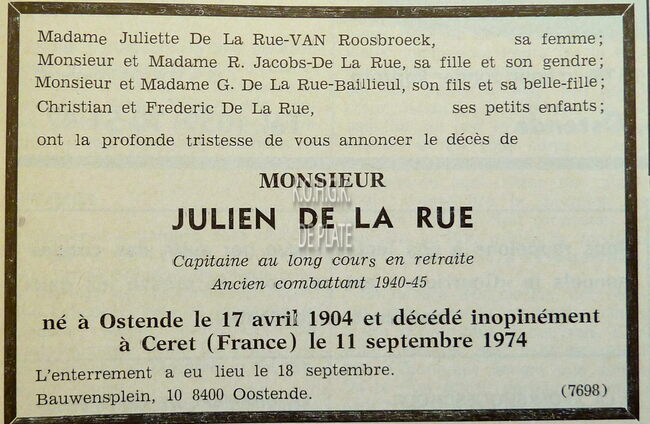 Madame Juliette De La Rue-VAN Roosbroeck, sa femme;
Monsieur et Madame R. Jacobs-De La Rue, sa fille et son gendre;
Monsieur et Madame G. De La Rue-Baillieul, son fils et sa belle-fille;
Christian et Frederic De La Rue, ses petits enfants;
ont la profonde tristesse de vous annoncer le décès de
MONSIEUR
K.O.H.G.K.
JULIEN DE LA RUE
DE PLATE
Capitaine au long cours en retraite
Ancien combattant 1940-45
né à Ostende le 17 avril 1904 et décédé inopinément
à Ceret (France) le 11 septembre 1974
L'enterrement a eu lieu le 18 septembre.
Bauwensplein, 10 8400 Oostende. (7698)